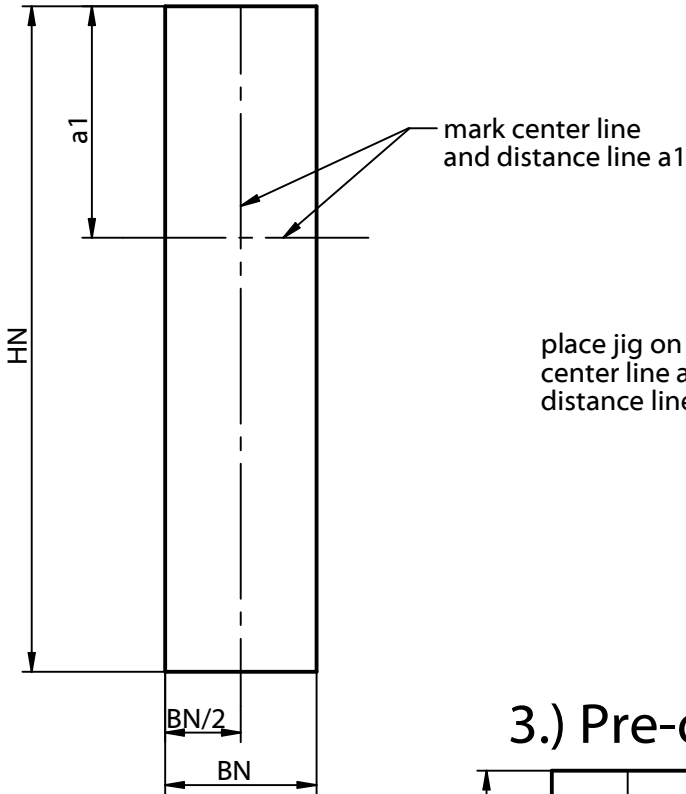 a1
mark center line
and distance line a1
HN
place jig on
center line a
distance line
BN/2
BN
3.) Pre-